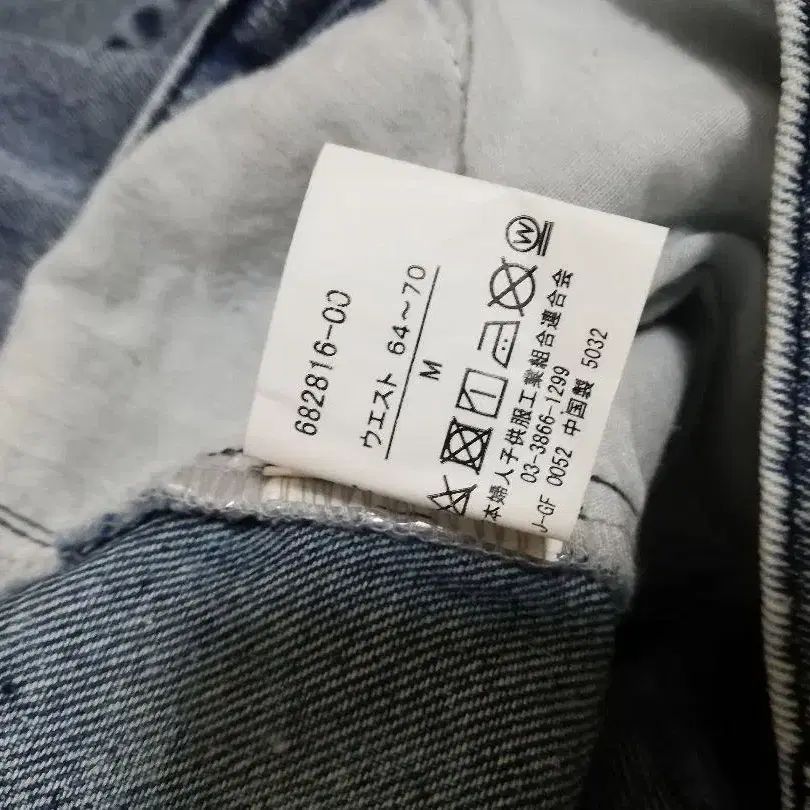 682816-00
ウエスト 64～70
M
本婦人子供服工業組合連合会
03-3866-1299
J-GF 0052 中国製 5032